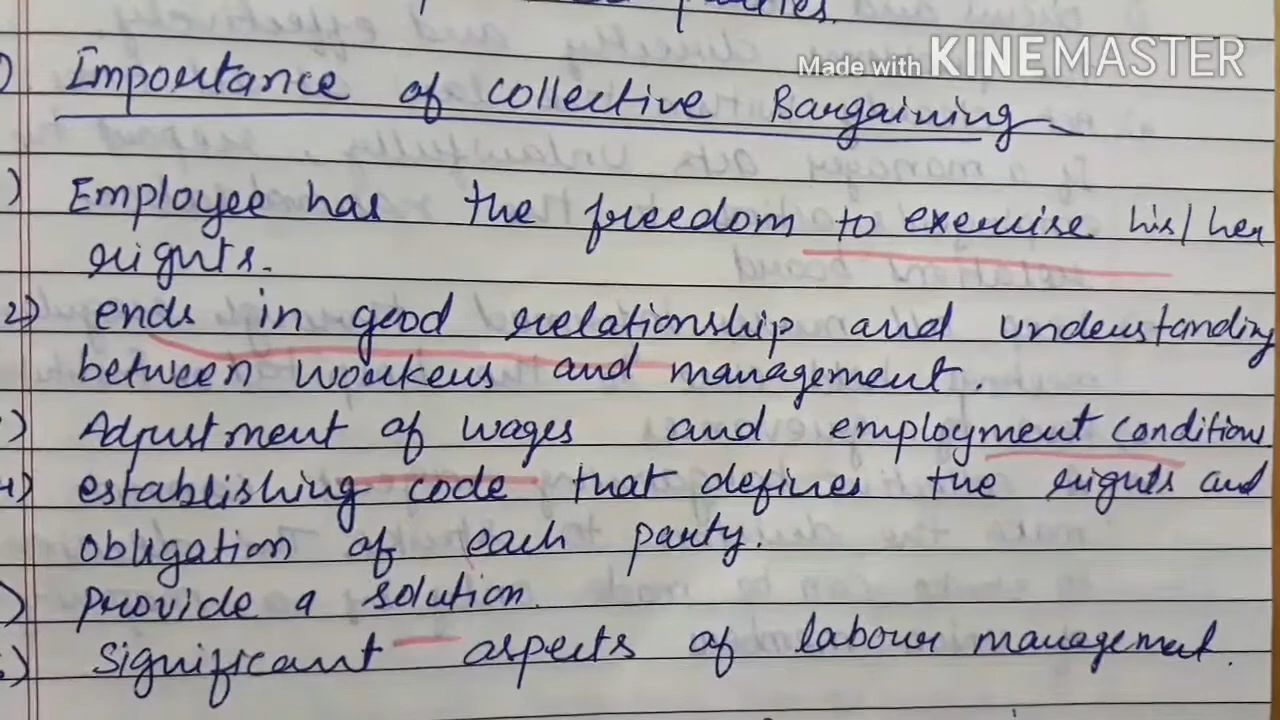 parties.
Made with KINEMASTER
) Importance of collective Bargaining
) Employee has the freedom to exercise his/her
rights.
2) ends in good relationship and understanding
between workers and management.
) Adjustment of wages and employment condition
4) establishing code that defines the rights and
obligation of each party.
) provide a solution.
) Significant aspects of labour management.